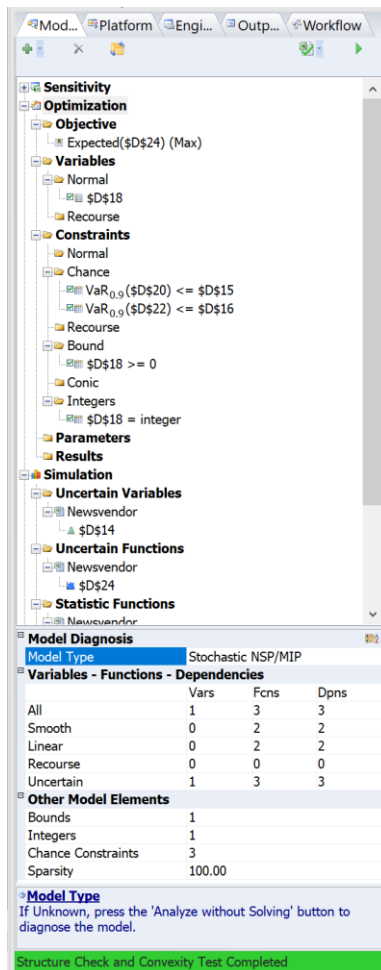 Mod... Platform Engi... Outp... Workflow
Sensitivity
Optimization
Objective
Expected($D$24) (Max)
Variables
Normal
$D$18
Recourse
Constraints
Normal
Chance
VaR0.9($D$20) <= $D$15
VaR0.9($D$22) <= $D$16
Recourse
Bound
$D$18 >= 0
Conic
Integers
$D$18 = integer
Parameters
Results
Simulation
Uncertain Variables
Newsvendor
$D$14
Uncertain Functions
Newsvendor
$D$24
Statistic Functions
Newsvendor
Model Diagnosis
Model Type Stochastic NSP/MIP
Variables - Functions - Dependencies
Vars Fcns Dpns
All 1 3 3
Smooth 0 2 2
Linear 0 2 2
Recourse 0 0 0
Uncertain 1 3 3
Other Model Elements
Bounds 1
Integers 1
Chance Constraints 3
Sparsity 100.00
Model Type
If Unknown, press the 'Analyze without Solving' button to
diagnose the model.
Structure Check and Convexity Test Completed